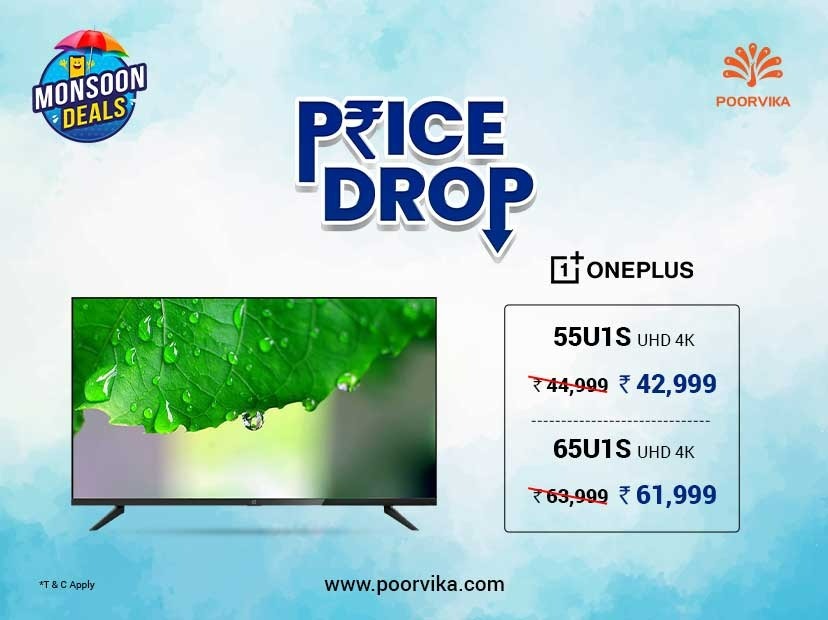 MONSOON
DEALS
POORVIKA
P₹ICE
DROP
1+ ONEPLUS
55U1S UHD 4K
₹ 44,999 ₹ 42,999
65U1S UHD 4K
₹ 63,999 ₹ 61,999
*T & C Apply
www.poorvika.com